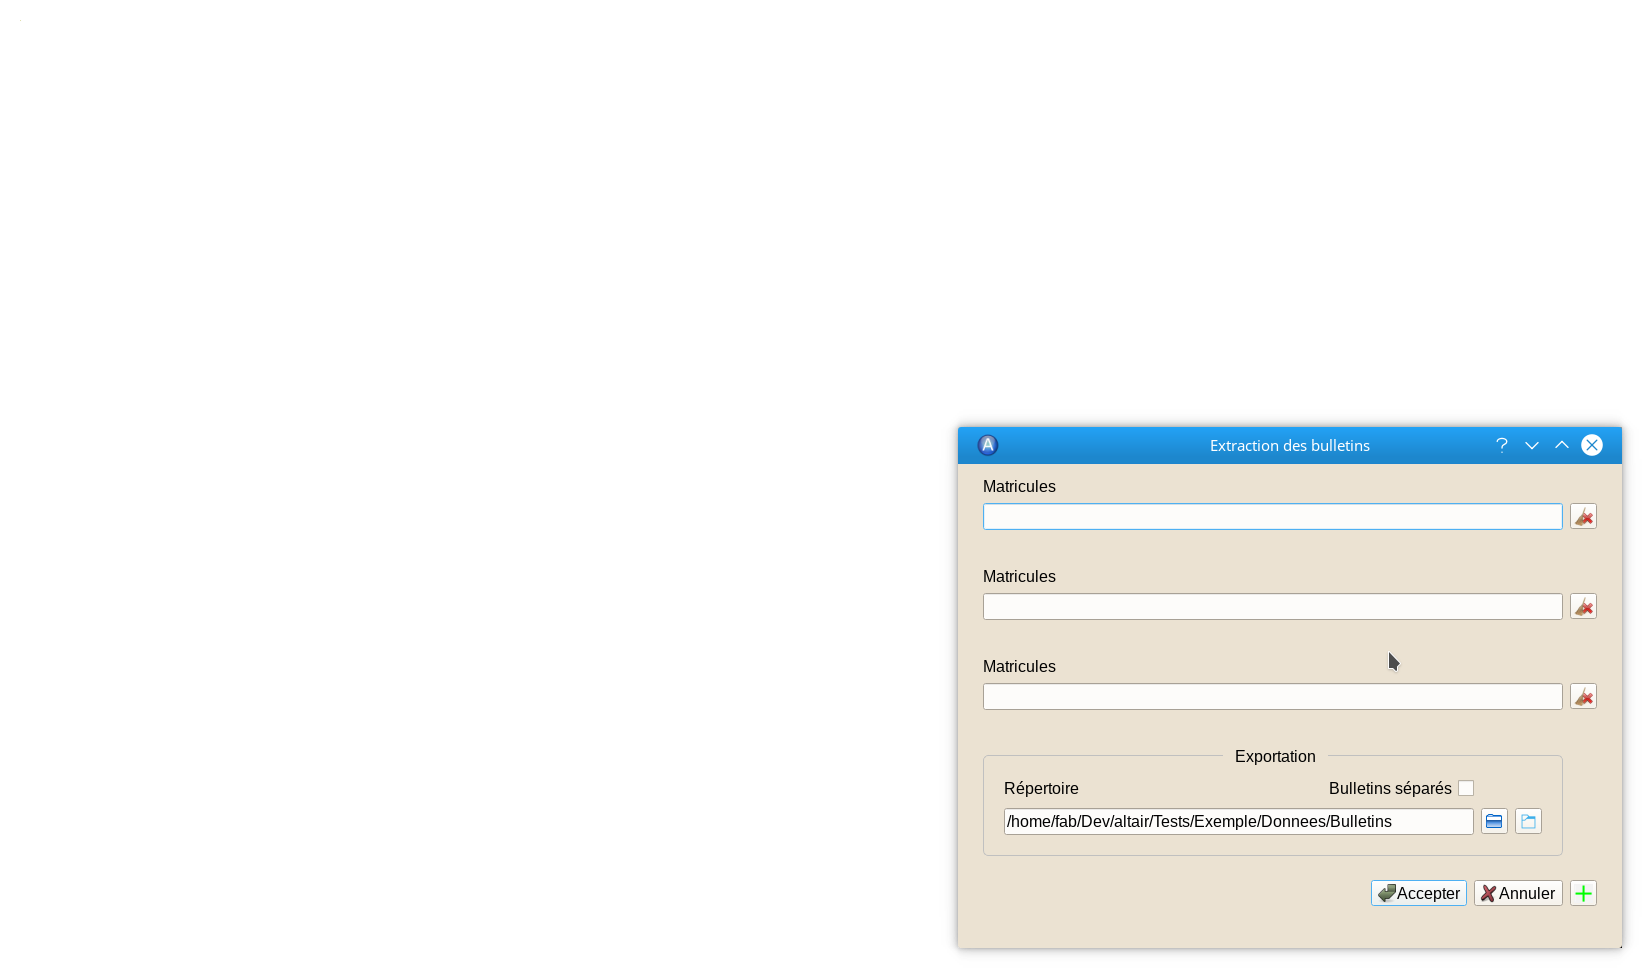 A Extraction des bulletins ?
Matricules
Matricules
Matricules
Exportation
Répertoire Bulletins séparés
/home/fab/Dev/altair/Tests/Exemple/Donnees/Bulletins
Accepter Annuler